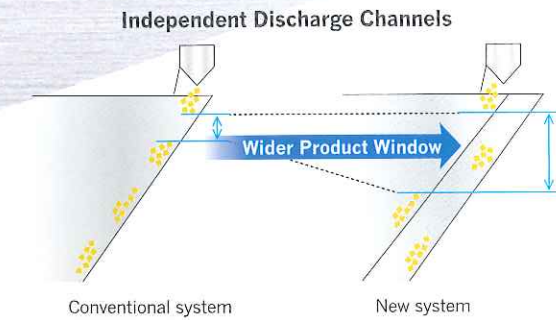 Independent Discharge Channels
Wider Product Window
Conventional system
New system